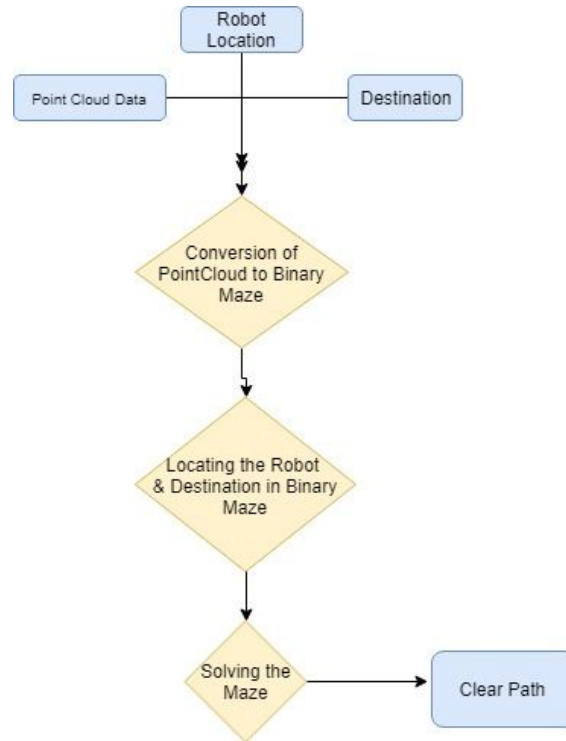 Robot
Location
Point Cloud Data
Destination
Conversion of
PointCloud to Binary
Maze
Locating the Robot
& Destination in Binary
Maze
Solving the
Maze
Clear Path